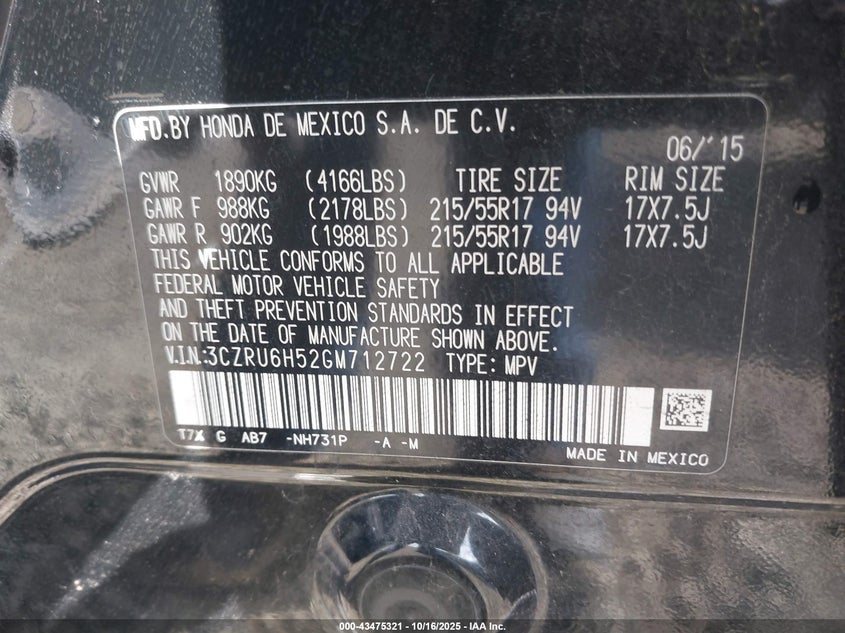 MFD.BY HONDA DE MEXICO S.A. DE C.V.
06/'15
GVWR 1890KG (4166LBS) TIRE SIZE RIM SIZE
GAWR F 988KG (2178LBS) 215/55R17 94V 17X7.5J
GAWR R 902KG (1988LBS) 215/55R17 94V 17X7.5J
THIS VEHICLE CONFORMS TO ALL APPLICABLE
FEDERAL MOTOR VEHICLE SAFETY
AND THEFT PREVENTION STANDARDS IN EFFECT
ON THE DATE OF MANUFACTURE SHOWN ABOVE.
V.I.N.:3CZRU6H52GM712722 TYPE: MPV
T7X G AB7 -NH731P -A -M
MADE IN MEXICO
000-43475321 - 10/16/2025 - IAA Inc.